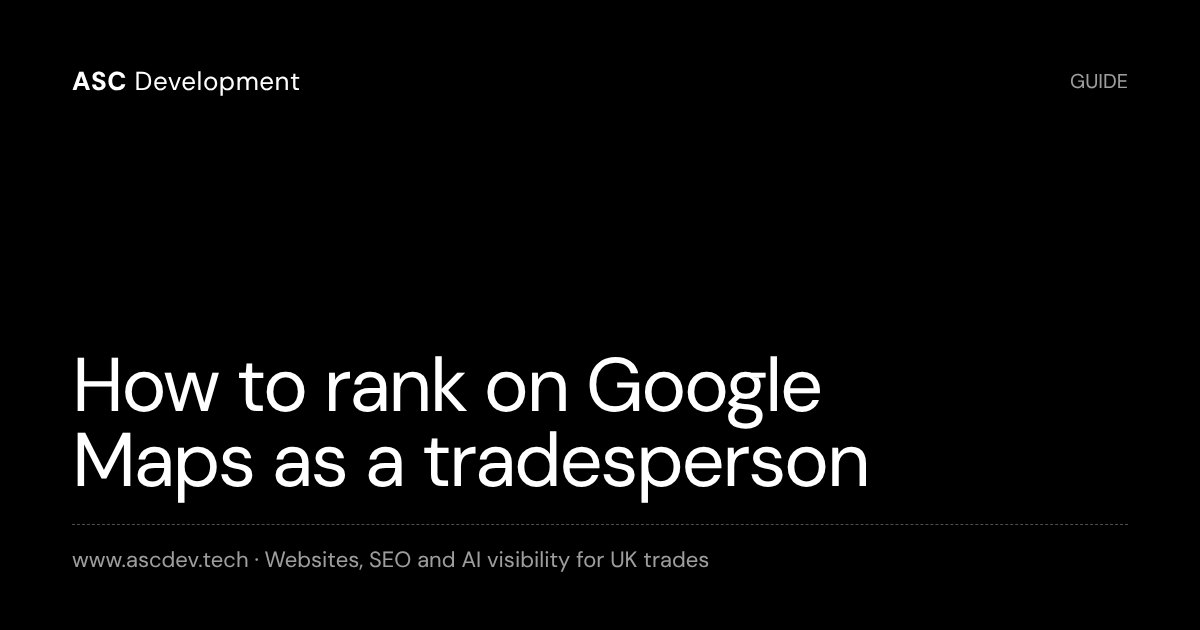 ASC Development
GUIDE
How to rank on Google
Maps as a tradesperson
www.ascdev.tech · Websites, SEO and AI visibility for UK trades